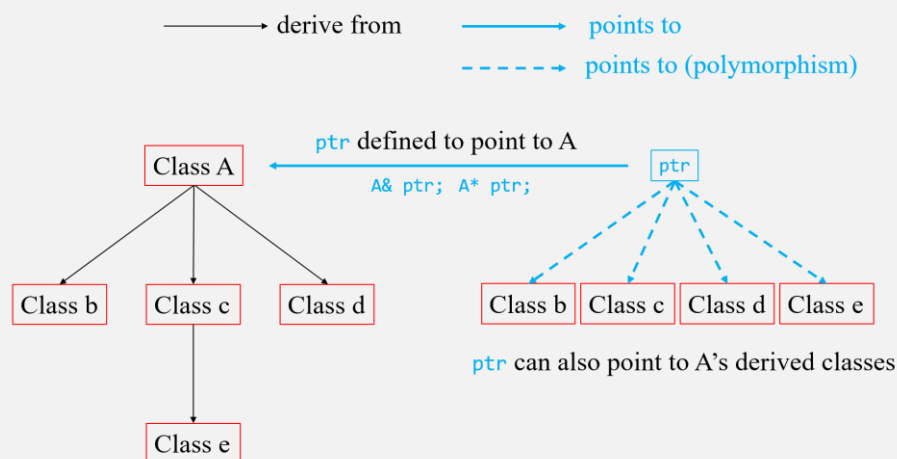 derive from
points to
points to (polymorphism)
ptr defined to point to A
A& ptr; A* ptr;
Class A
ptr
Class b
Class c
Class d
Class b
Class c
Class d
Class e
ptr can also point to A's derived classes
Class e